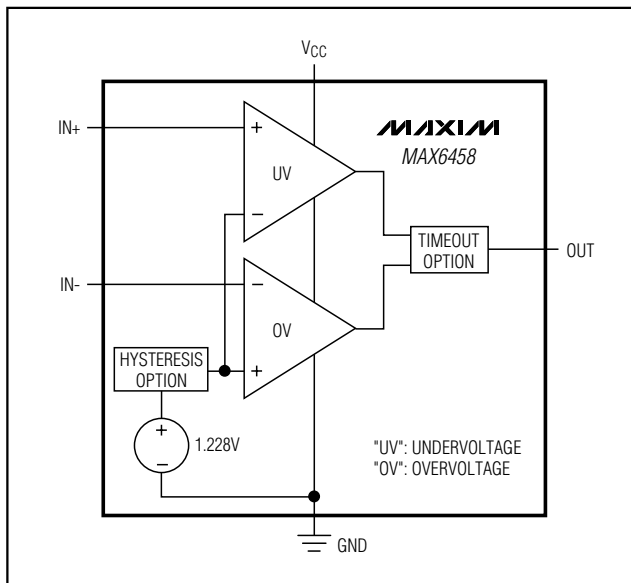 VCC
IN+
+
MAXIM
MAX6458
UV
−
TIMEOUT
OPTION
OUT
IN-
−
OV
HYSTERESIS
OPTION
+
+
1.228V
−
"UV": UNDERVOLTAGE
"OV": OVERVOLTAGE
GND